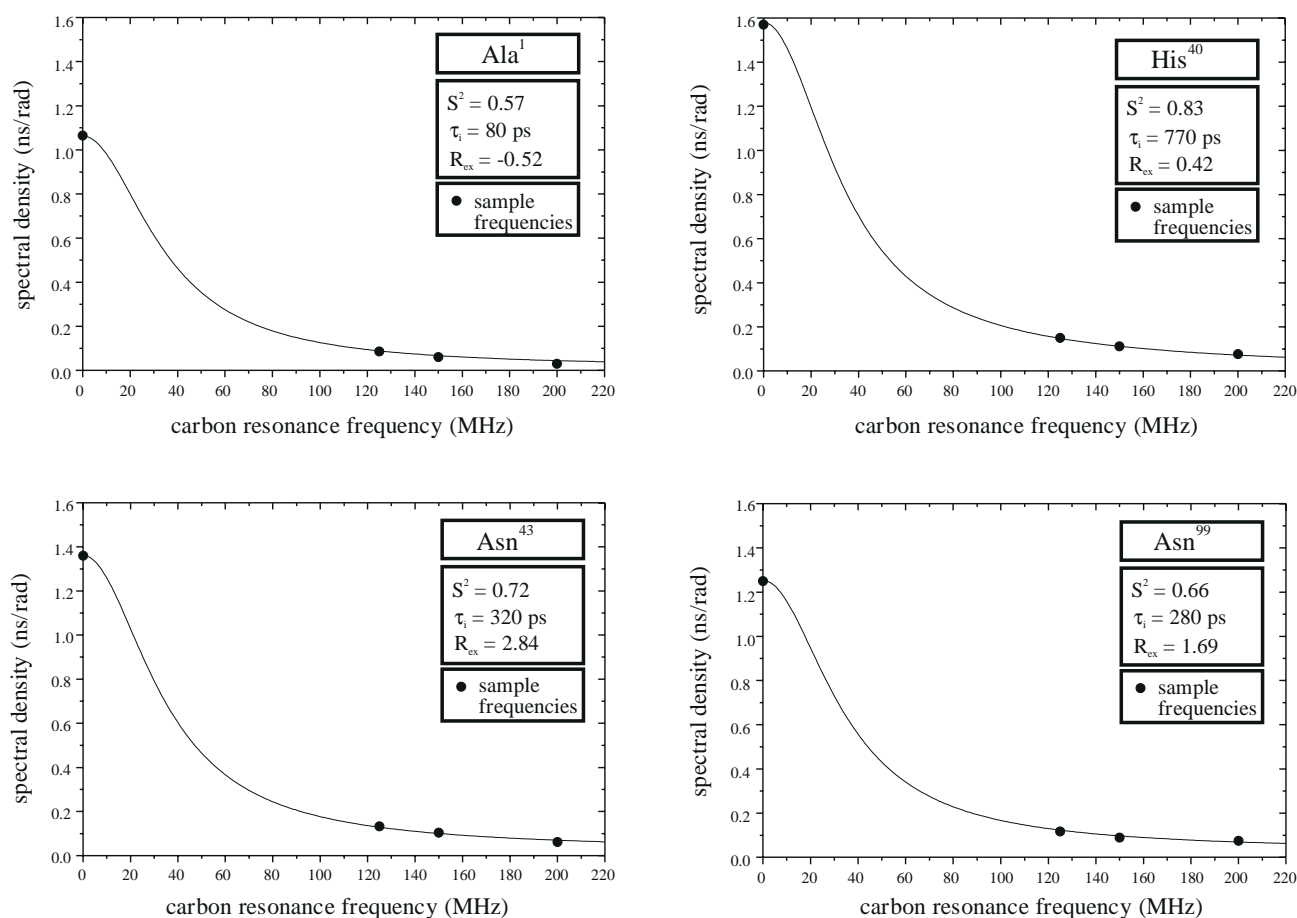 Ala¹
S² = 0.57
τᵢ = 80 ps
Rₑₓ = -0.52
sample
frequencies
spectral density (ns/rad)
1.6
1.4
1.2
1.0
0.8
0.6
0.4
0.2
0.0
0 20 40 60 80 100 120 140 160 180 200 220
carbon resonance frequency (MHz)
His⁴⁰
S² = 0.83
τᵢ = 770 ps
Rₑₓ = 0.42
sample
frequencies
spectral density (ns/rad)
1.6
1.4
1.2
1.0
0.8
0.6
0.4
0.2
0.0
0 20 40 60 80 100 120 140 160 180 200 220
carbon resonance frequency (MHz)
Asn⁴³
S² = 0.72
τᵢ = 320 ps
Rₑₓ = 2.84
sample
frequencies
spectral density (ns/rad)
1.6
1.4
1.2
1.0
0.8
0.6
0.4
0.2
0.0
0 20 40 60 80 100 120 140 160 180 200 220
carbon resonance frequency (MHz)
Asn⁹⁹
S² = 0.66
τᵢ = 280 ps
Rₑₓ = 1.69
sample
frequencies
spectral density (ns/rad)
1.6
1.4
1.2
1.0
0.8
0.6
0.4
0.2
0.0
0 20 40 60 80 100 120 140 160 180 200 220
carbon resonance frequency (MHz)